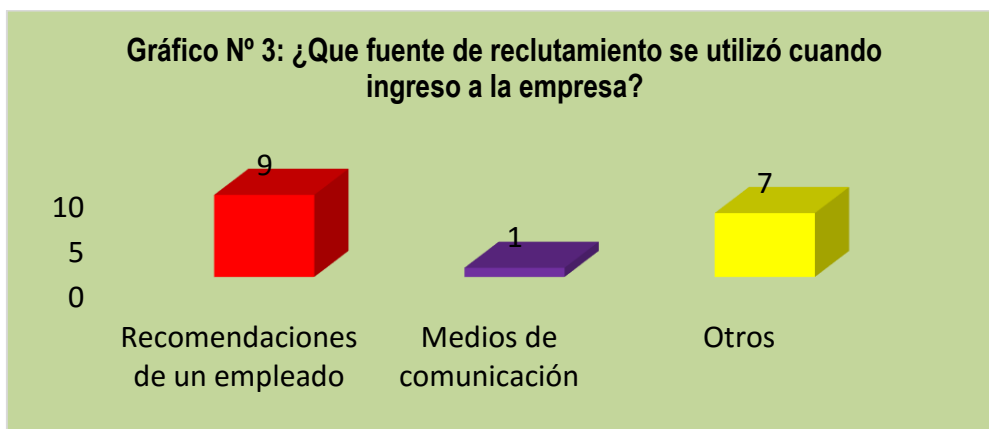 Gráfico Nº 3: ¿Que fuente de reclutamiento se utilizó cuando
ingreso a la empresa?
9
7
1
10
5
0
Recomendaciones
de un empleado
Medios de
comunicación
Otros